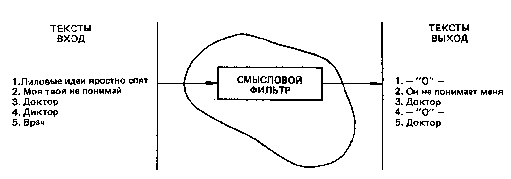 ТЕКСТЫ
ВХОД
1. Лиловые идеи яростно спят
2. Моя твой не понимай
3. Доктор
4. Диктор
5. Врач
СМЫСЛОВОЙ
ФИЛЬТР
ТЕКСТЫ
ВЫХОД
1. – "О" –
2. Он не понимает меня
3. Доктор
4. – "О" –
5. Доктор